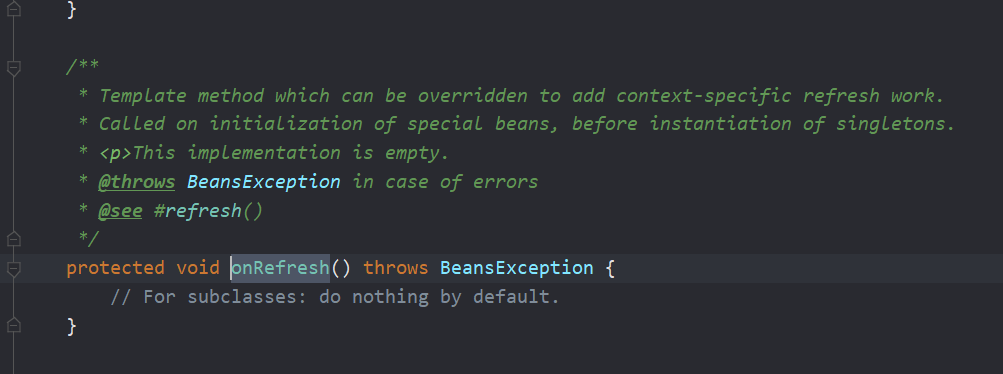 }
/**
* Template method which can be overridden to add context-specific refresh work.
* Called on initialization of special beans, before instantiation of singletons.
* <p>This implementation is empty.
* @throws BeansException in case of errors
* @see #refresh()
*/
protected void onRefresh() throws BeansException {
// For subclasses: do nothing by default.
}